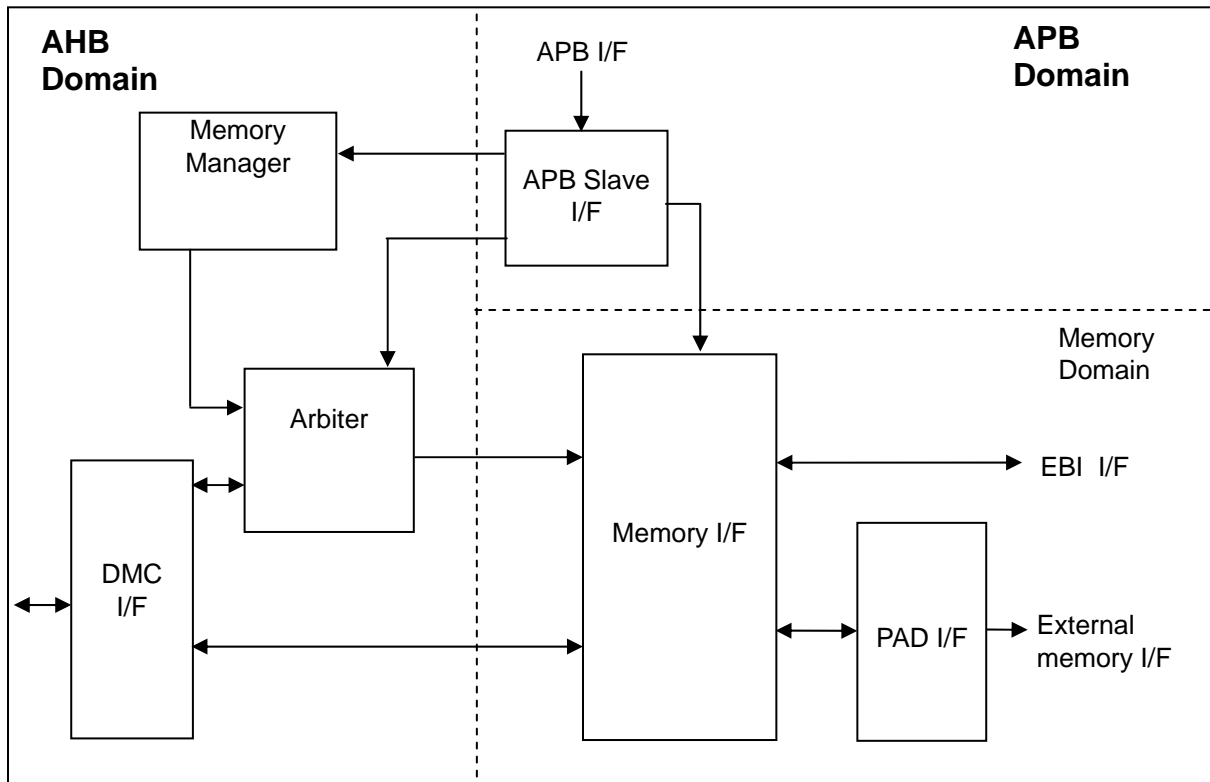 AHB
Domain
APB I/F
APB
Domain
Memory
Manager
APB Slave
I/F
Memory
Domain
Arbiter
EBI I/F
Memory I/F
DMC
I/F
PAD I/F
External
memory I/F